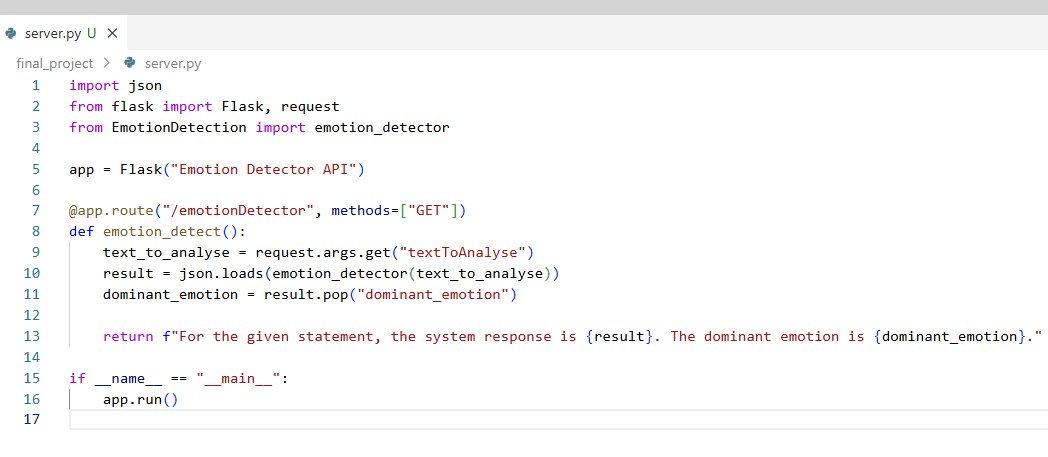 server.py U ×
final_project > server.py
1 import json
2 from flask import Flask, request
3 from EmotionDetection import emotion_detector
4
5 app = Flask("Emotion Detector API")
6
7 @app.route("/emotionDetector", methods=["GET"])
8 def emotion_detect():
9     text_to_analyse = request.args.get("textToAnalyse")
10     result = json.loads(emotion_detector(text_to_analyse))
11     dominant_emotion = result.pop("dominant_emotion")
12
13     return f"For the given statement, the system response is {result}. The dominant emotion is {dominant_emotion}."
14
15 if __name__ == "__main__":
16     app.run()
17